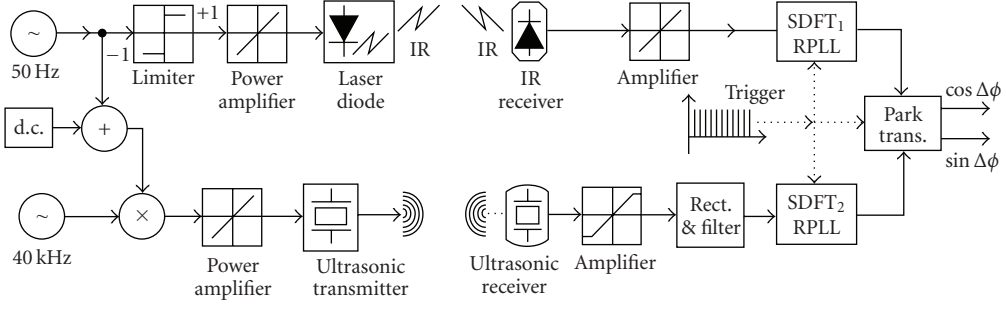 ~
50 Hz
−1
+1
Limiter
Power
amplifier
Laser
diode
IR
IR
IR
receiver
Amplifier
SDFT1
RPLL
Trigger
Park
trans.
cos Δϕ
sin Δϕ
d.c.
+
×
~
40 kHz
Power
amplifier
Ultrasonic
transmitter
Ultrasonic
receiver
Amplifier
Rect.
& filter
SDFT2
RPLL